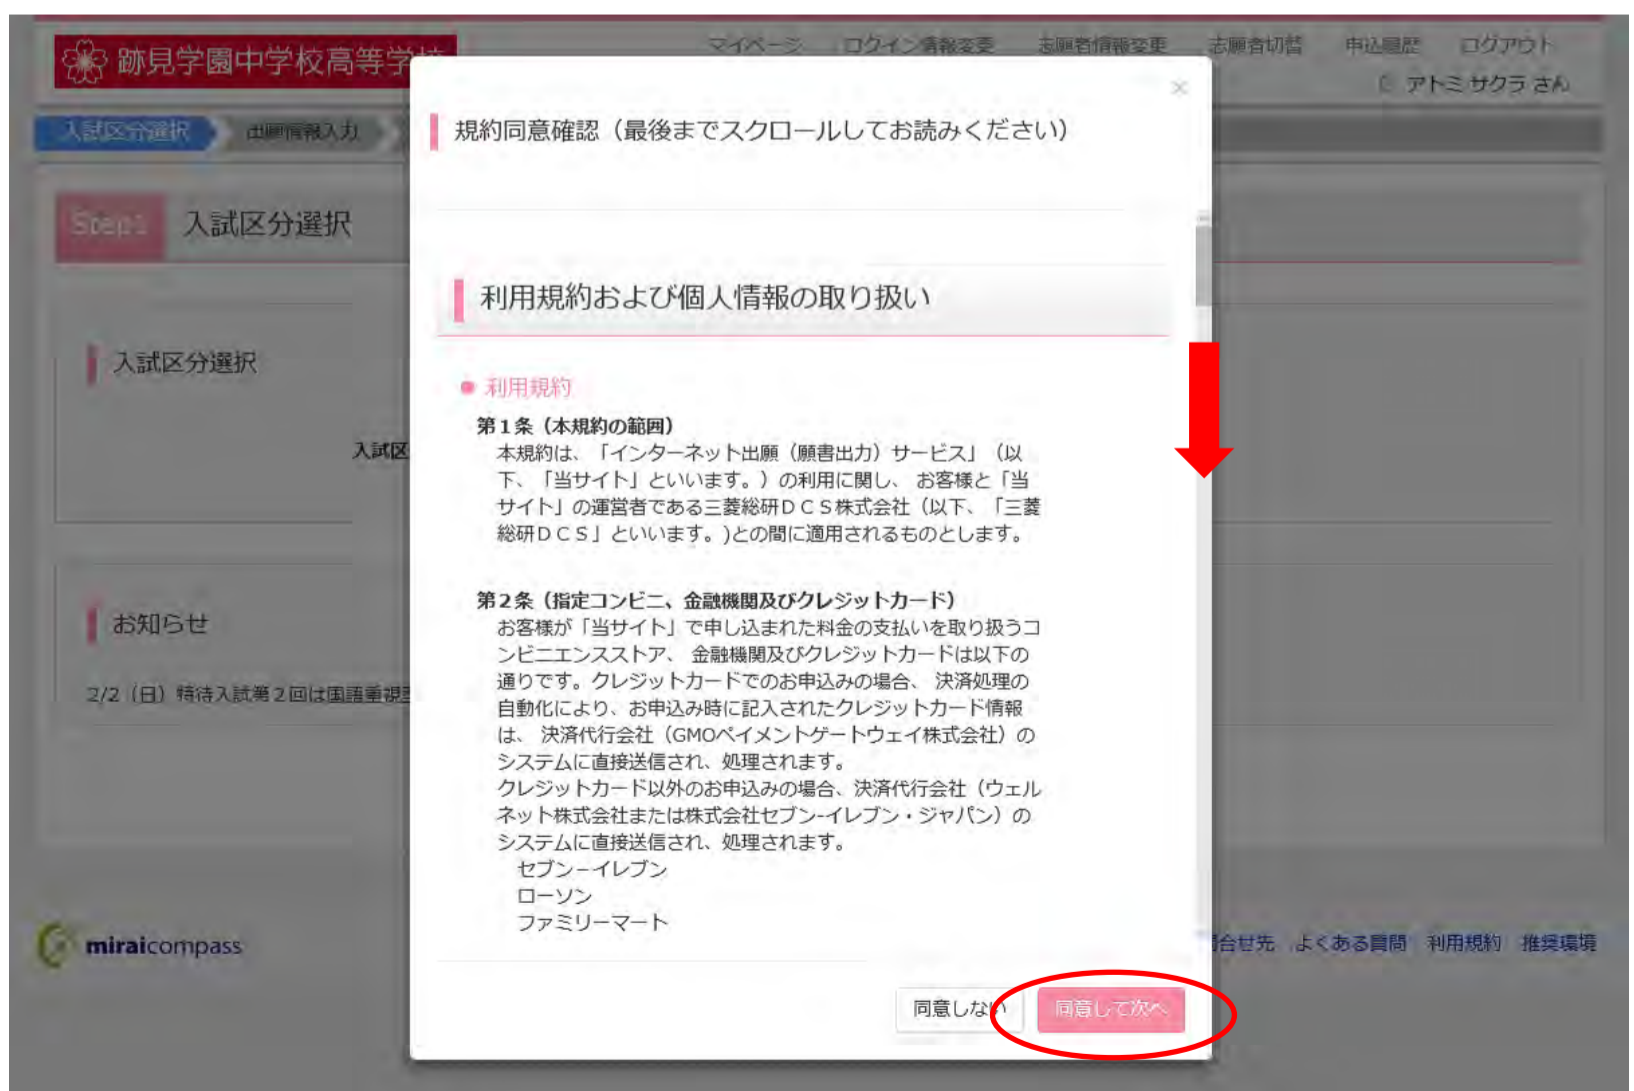 跡見学園中学校高等学校
マイページ ログイン情報変更 志願者情報変更 志願者切替 申込履歴 ログアウト
アトミ サクラ さん
入試区分選択 出願情報入力
規約同意確認（最後までスクロールしてお読みください）
×
Step1 入試区分選択
利用規約および個人情報の取り扱い
入試区分選択
入試区
● 利用規約
第１条（本規約の範囲）
本規約は、「インターネット出願（願書出力）サービス」（以
下、「当サイト」といいます。）の利用に関し、 お客様と「当
サイト」の運営者である三菱総研ＤＣＳ株式会社（以下、「三菱
総研ＤＣＳ」といいます。)との間に適用されるものとします。
第２条（指定コンビニ、金融機関及びクレジットカード）
お客様が「当サイト」で申し込まれた料金の支払いを取り扱うコ
ンビニエンスストア、 金融機関及びクレジットカードは以下の
通りです。クレジットカードでのお申込みの場合、 決済処理の
自動化により、お申込み時に記入されたクレジットカード情報
は、 決済代行会社（GMOペイメントゲートウェイ株式会社）の
システムに直接送信され、処理されます。
クレジットカード以外のお申込みの場合、決済代行会社（ウェル
ネット株式会社または株式会社セブン-イレブン・ジャパン）の
システムに直接送信され、処理されます。
セブン－イレブン
ローソン
ファミリーマート
お知らせ
2/2（日）特待入試第２回は国語重視型
同意しない 同意して次へ
miraicompass
合せ先 よくある質問 利用規約 推奨環境